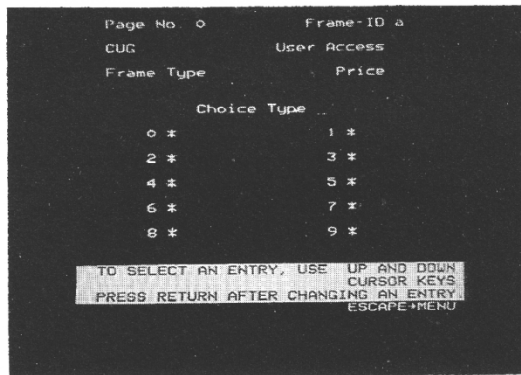 Page No. 0 Frame-ID a
CUG User Access
Frame Type Price
Choice Type
0 * 1 *
2 * 3 *
4 * 5 *
6 * 7 *
8 * 9 *
TO SELECT AN ENTRY, USE UP AND DOWN
CURSOR KEYS
PRESS RETURN AFTER CHANGING AN ENTRY
ESCAPE→MENU